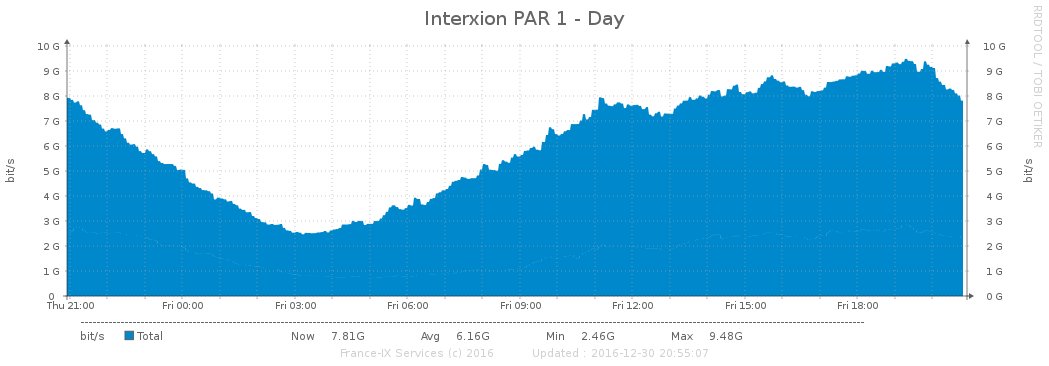 Interxion PAR 1 - Day
RRDTOOL / TOBI OETIKER
bit/s
10 G 10 G
9 G 9 G
8 G 8 G
7 G 7 G
6 G 6 G
5 G 5 G
4 G 4 G
3 G 3 G
2 G 2 G
1 G 1 G
0 0 G
bit/s
Thu 21:00 Fri 00:00 Fri 03:00 Fri 06:00 Fri 09:00 Fri 12:00 Fri 15:00 Fri 18:00
bit/s Total Now 7.81G Avg 6.16G Min 2.46G Max 9.48G
France-IX Services (c) 2016 Updated : 2016-12-30 20:55:07